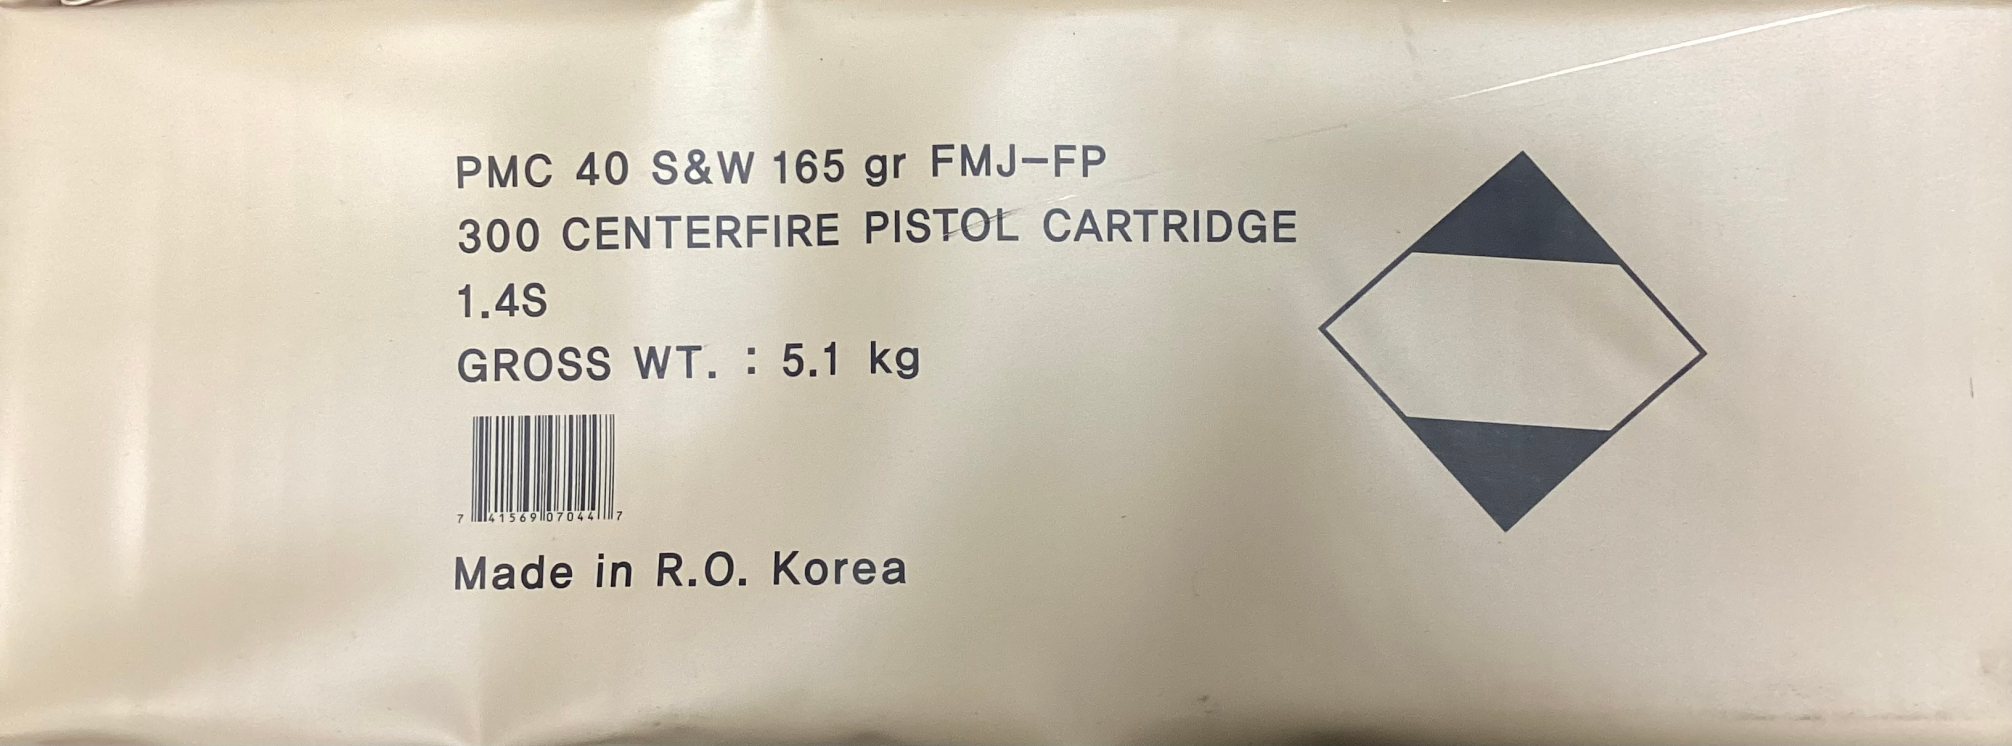 PMC 40 S&W 165 gr FMJ-FP
300 CENTERFIRE PISTOL CARTRIDGE
1.4S
GROSS WT. : 5.1 kg
7 41569 07044 7
Made in R.O. Korea